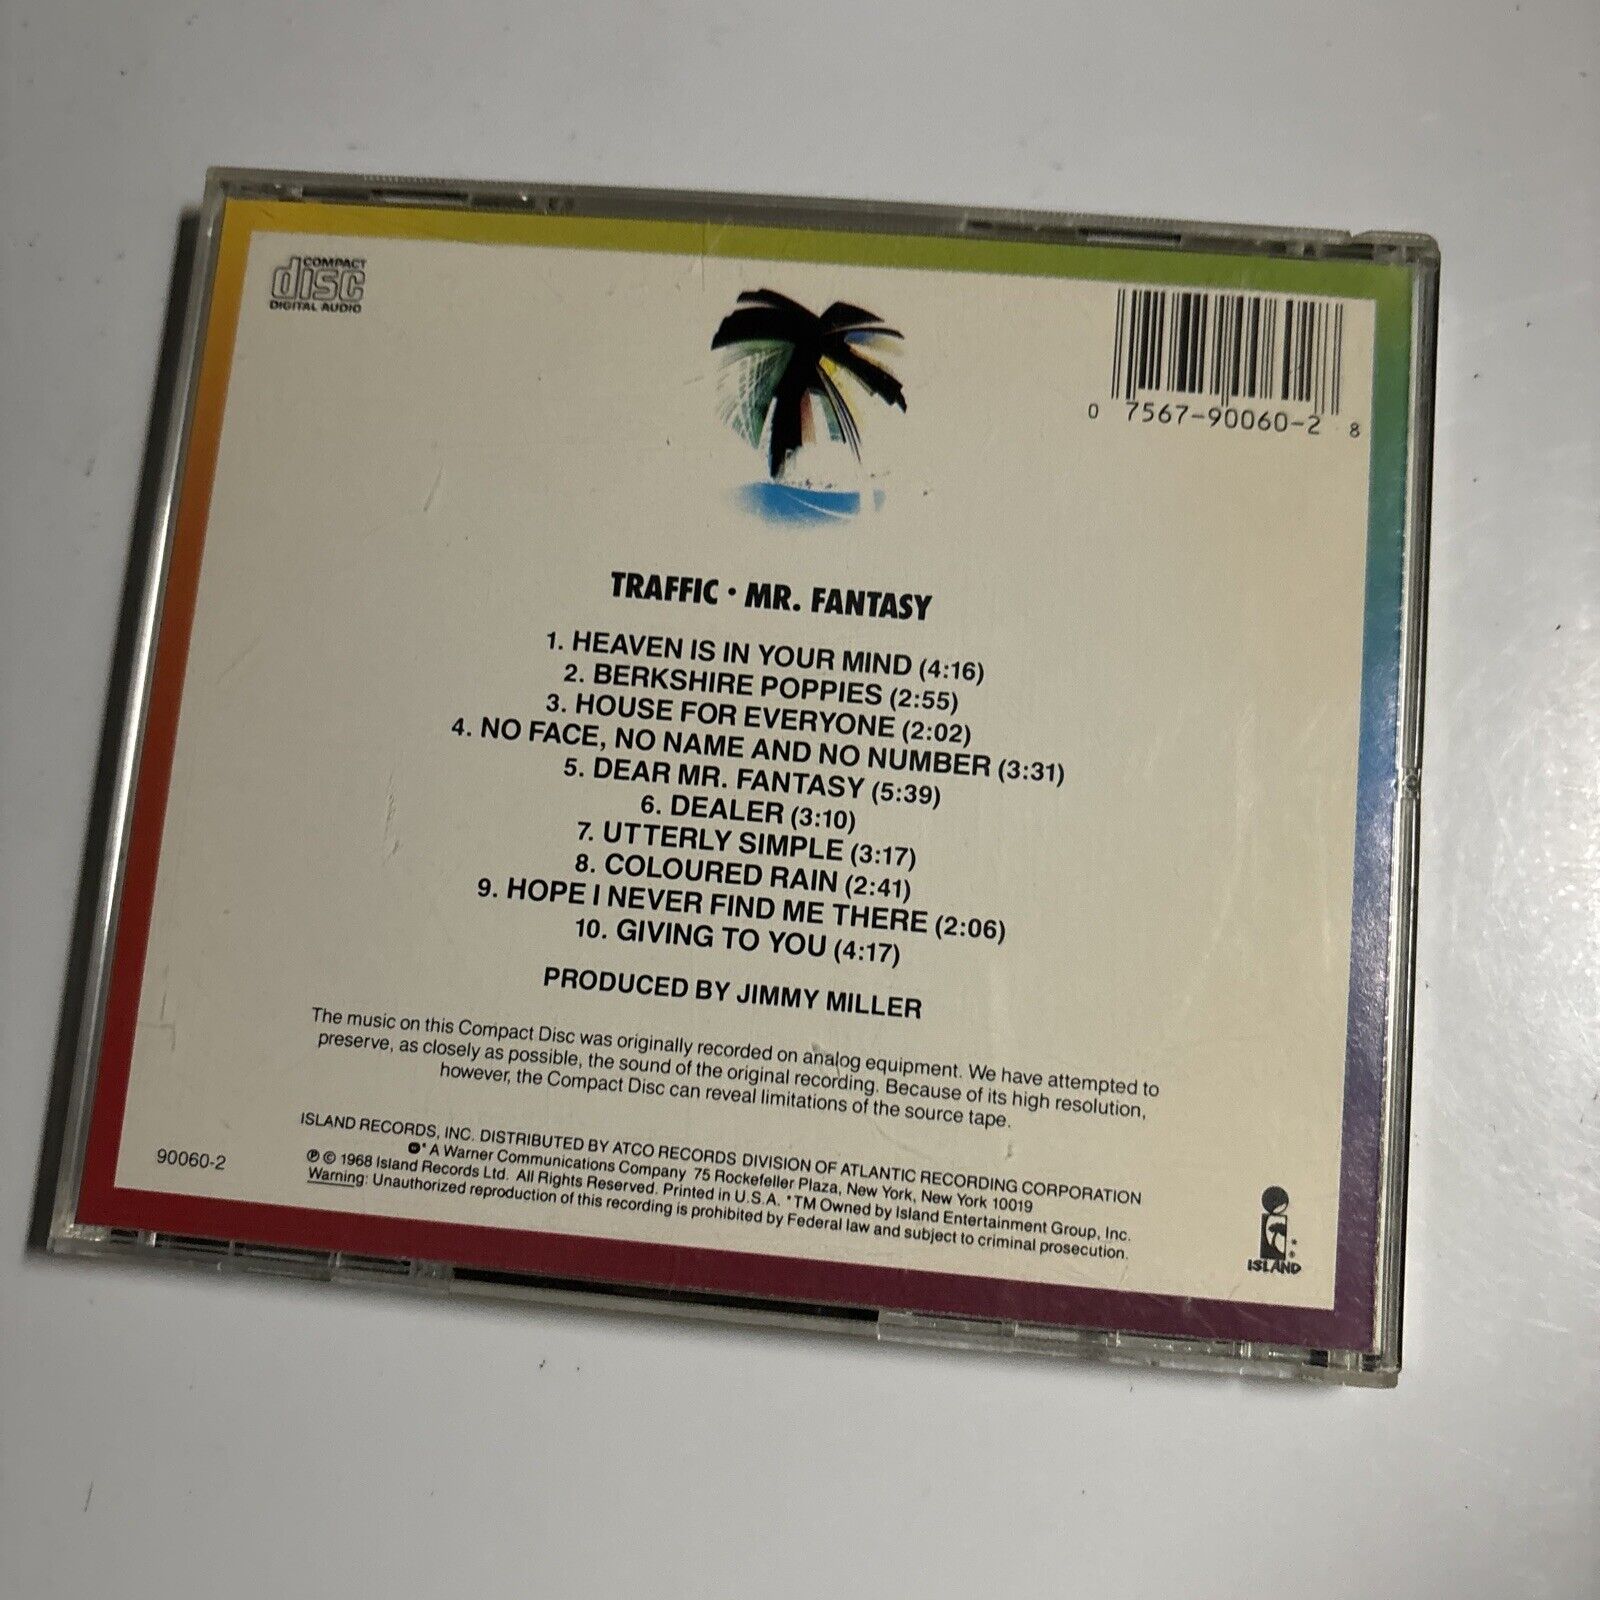 COMPACT
disc
DIGITAL AUDIO
0 7567-90060-2 8
TRAFFIC • MR. FANTASY
1. HEAVEN IS IN YOUR MIND (4:16)
2. BERKSHIRE POPPIES (2:55)
3. HOUSE FOR EVERYONE (2:02)
4. NO FACE, NO NAME AND NO NUMBER (3:31)
5. DEAR MR. FANTASY (5:39)
6. DEALER (3:10)
7. UTTERLY SIMPLE (3:17)
8. COLOURED RAIN (2:41)
9. HOPE I NEVER FIND ME THERE (2:06)
10. GIVING TO YOU (4:17)
PRODUCED BY JIMMY MILLER
The music on this Compact Disc was originally recorded on analog equipment. We have attempted to
preserve, as closely as possible, the sound of the original recording. Because of its high resolution,
however, the Compact Disc can reveal limitations of the source tape.
ISLAND RECORDS, INC. DISTRIBUTED BY ATCO RECORDS DIVISION OF ATLANTIC RECORDING CORPORATION
* A Warner Communications Company 75 Rockefeller Plaza, New York, New York 10019
℗ © 1968 Island Records Ltd. All Rights Reserved. Printed in U.S.A. *TM Owned by Island Entertainment Group, Inc.
Warning: Unauthorized reproduction of this recording is prohibited by Federal law and subject to criminal prosecution.
90060-2
ISLAND